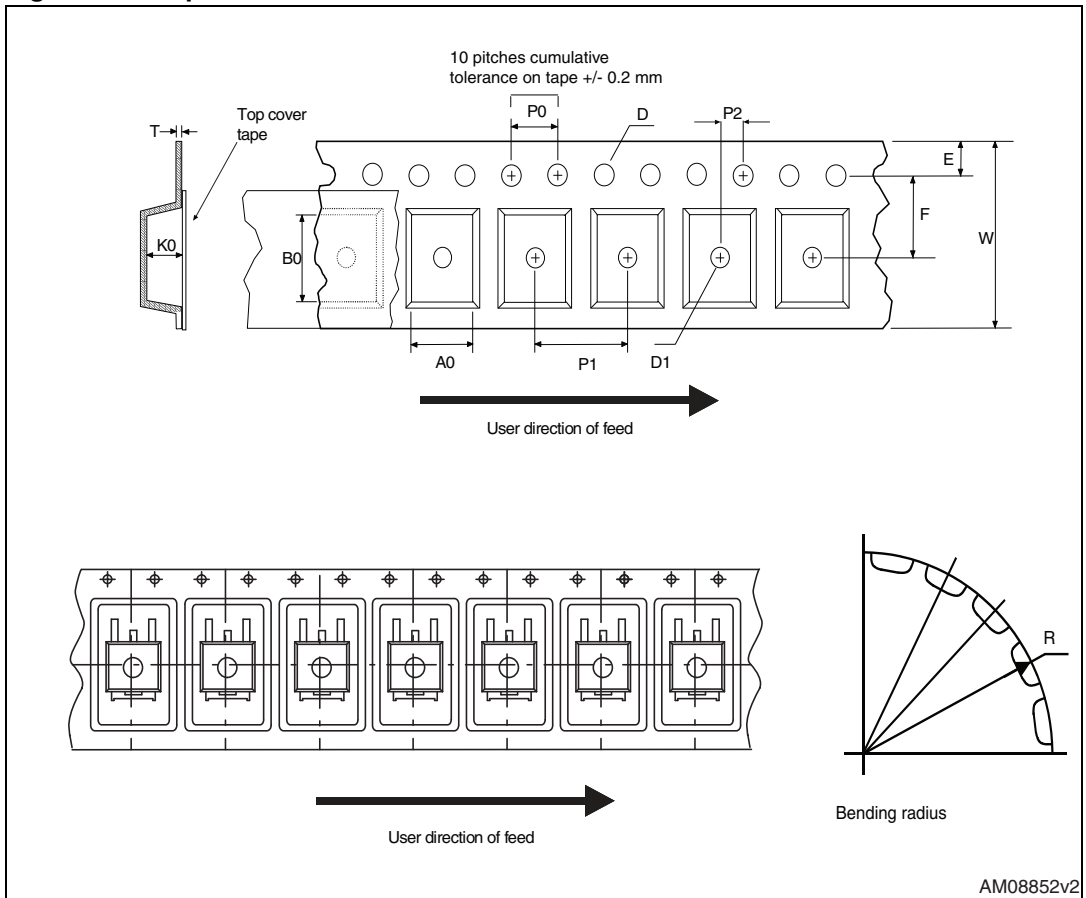 10 pitches cumulative
tolerance on tape +/- 0.2 mm
Top cover
tape
T
P0
D
P2
E
F
W
K0
B0
A0
P1
D1
User direction of feed
R
Bending radius
User direction of feed
AM08852v2